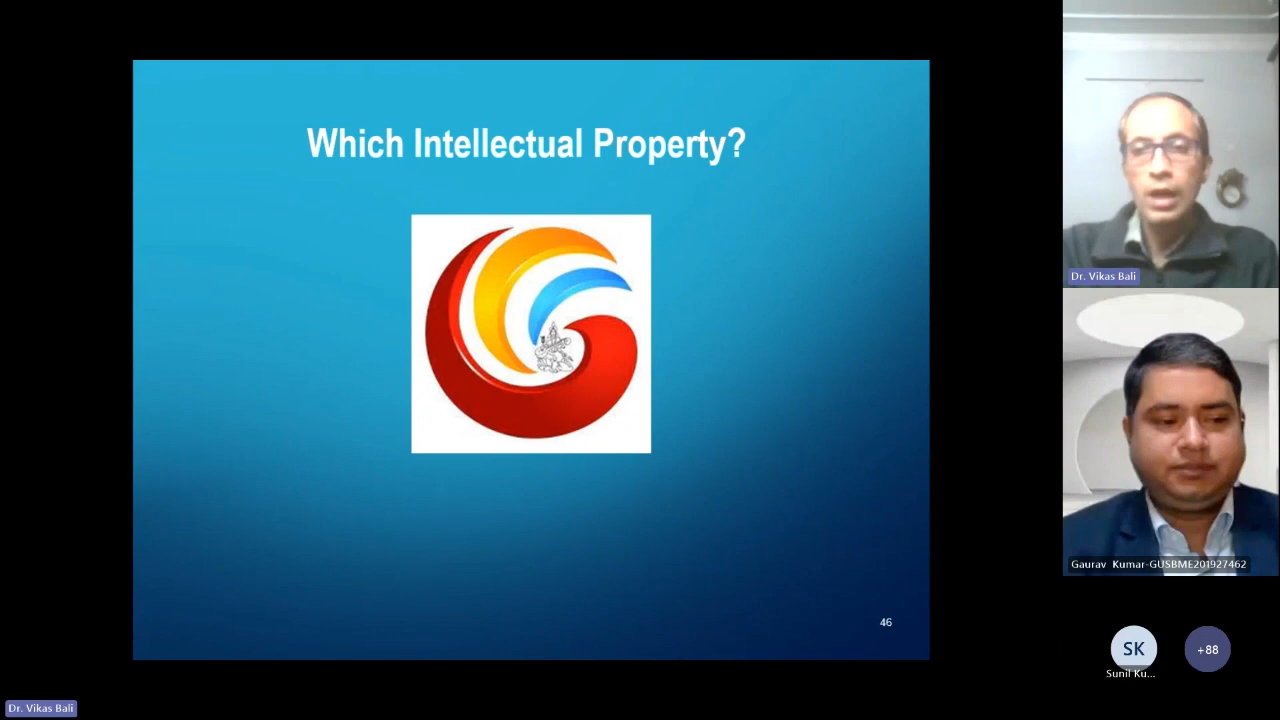 Which Intellectual Property?
46
Dr. Vikas Bali
Gaurav Kumar-GUSBME201927462
SK
+88
Sunil Ku...
Dr. Vikas Bali